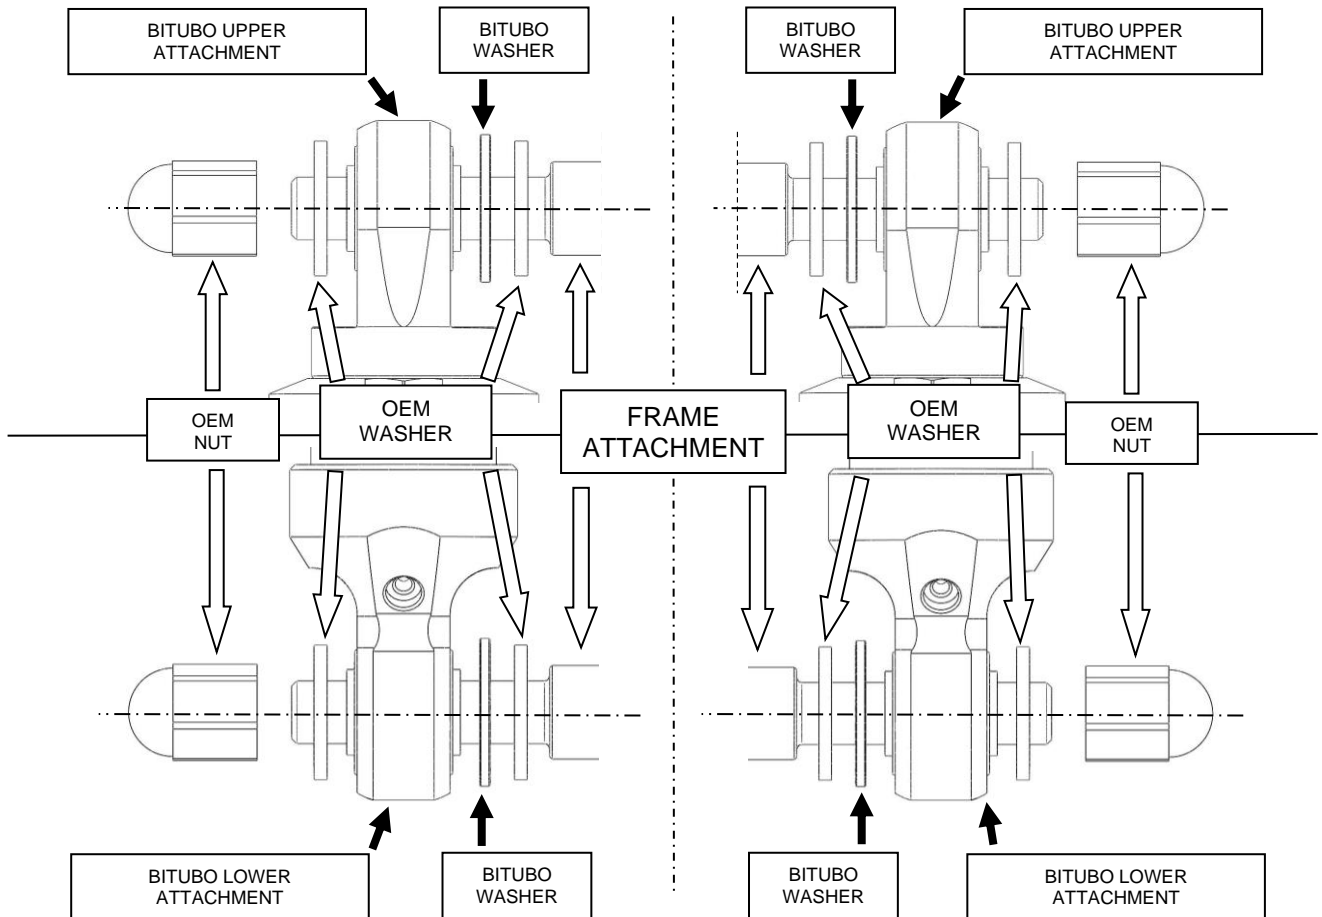 BITUBO UPPER
ATTACHMENT
BITUBO
WASHER
BITUBO
WASHER
BITUBO UPPER
ATTACHMENT
OEM
NUT
OEM
WASHER
FRAME
ATTACHMENT
OEM
WASHER
OEM
NUT
BITUBO LOWER
ATTACHMENT
BITUBO
WASHER
BITUBO
WASHER
BITUBO LOWER
ATTACHMENT